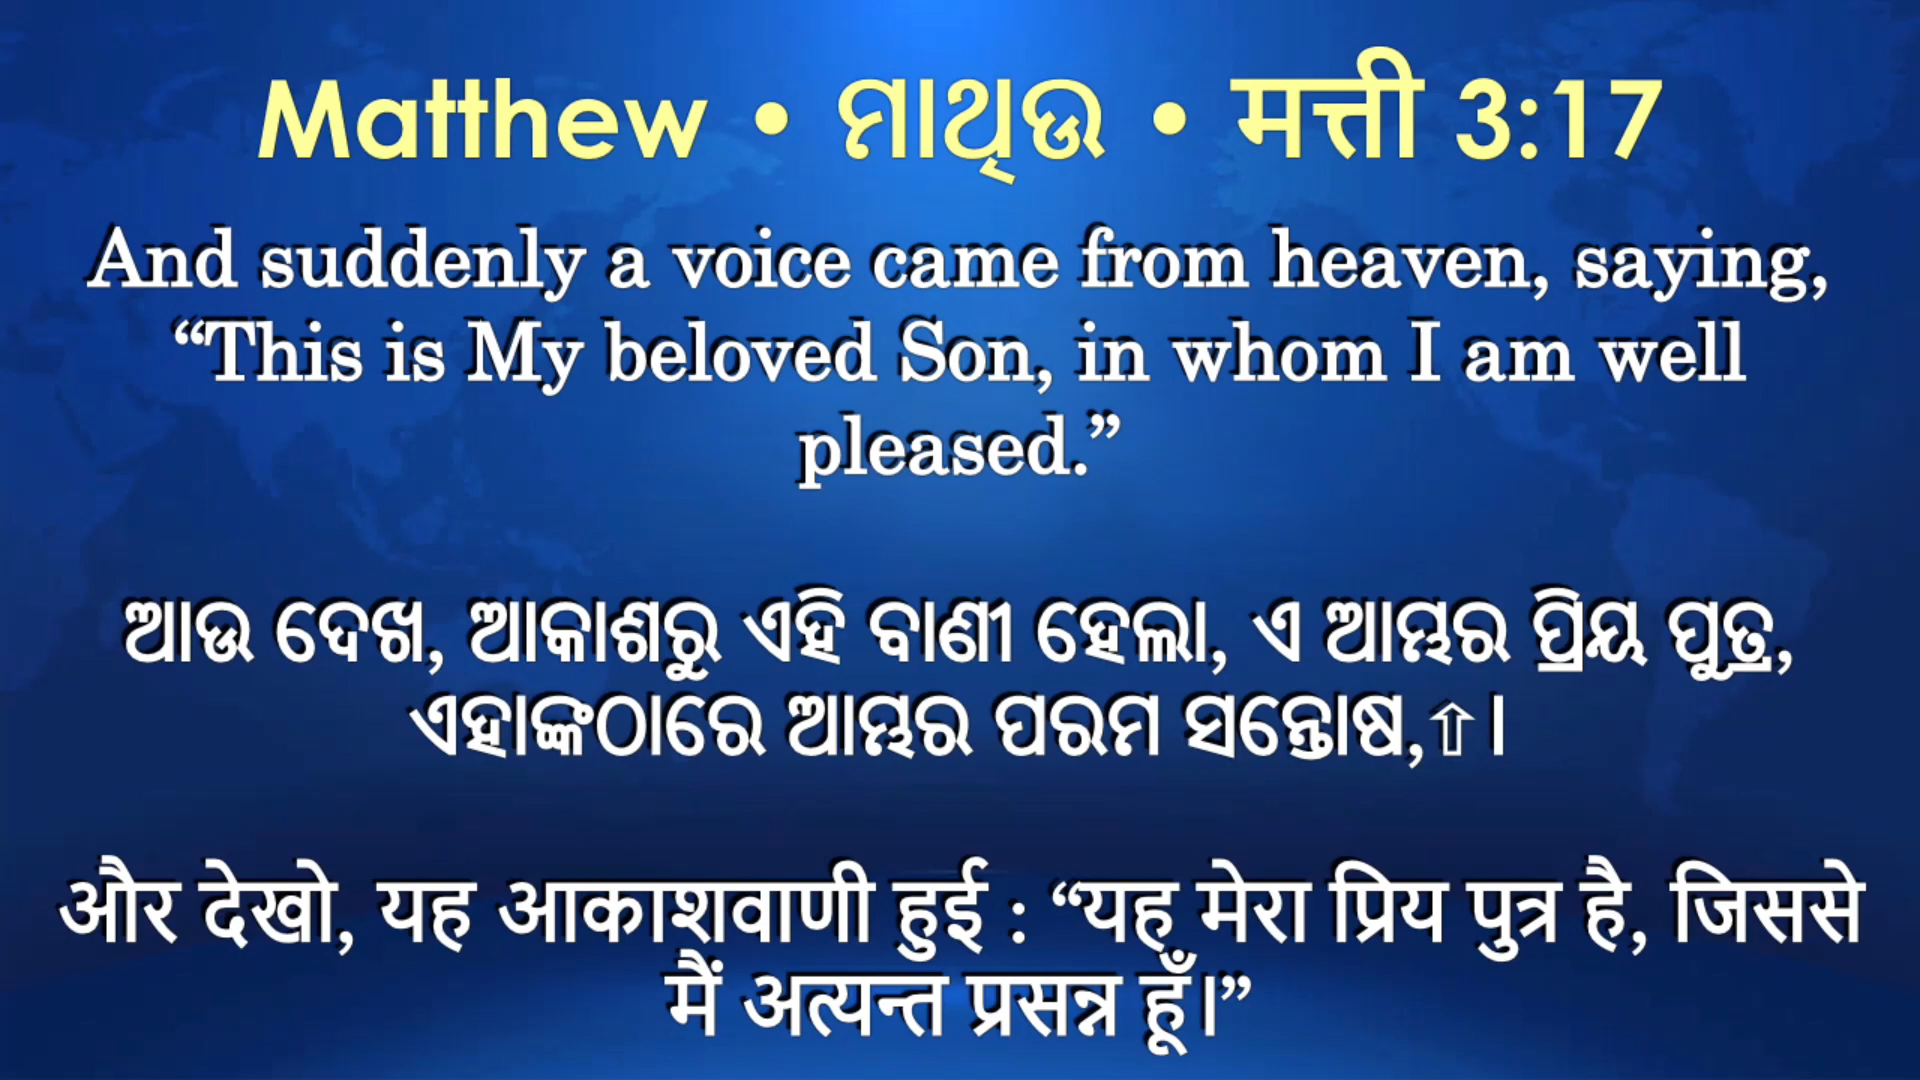 Matthew • ମାଥିଉ • मत्ती 3:17
And suddenly a voice came from heaven, saying,
“This is My beloved Son, in whom I am well
pleased.”
ଆଉ ଦେଖ, ଆକାଶରୁ ଏହି ବାଣୀ ହେଲା, ଏ ଆମ୍ଭର ପ୍ରିୟ ପୁତ୍ର,
ଏହାଙ୍କଠାରେ ଆମ୍ଭର ପରମ ସନ୍ତୋଷ,⇧।
और देखो, यह आकाशवाणी हुई : “यह मेरा प्रिय पुत्र है, जिससे
मैं अत्यन्त प्रसन्न हूँ।”